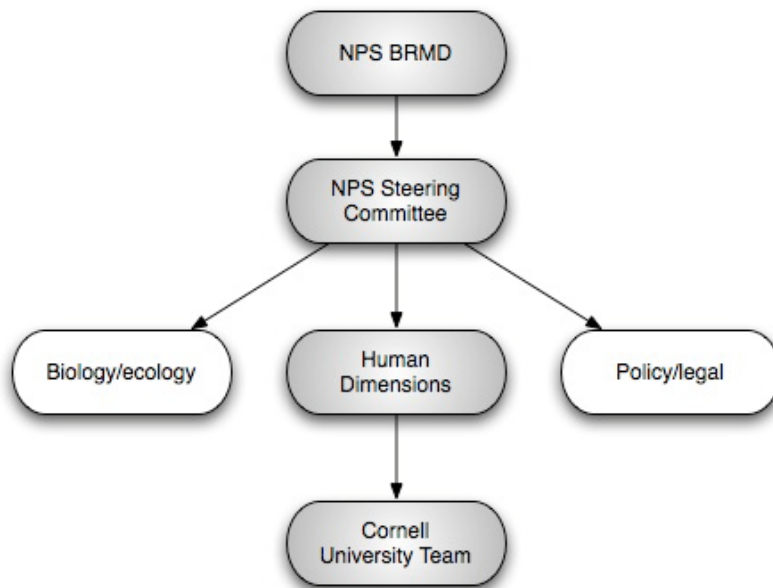 NPS BRMD
NPS Steering
Committee
Biology/ecology
Human
Dimensions
Policy/legal
Cornell
University Team